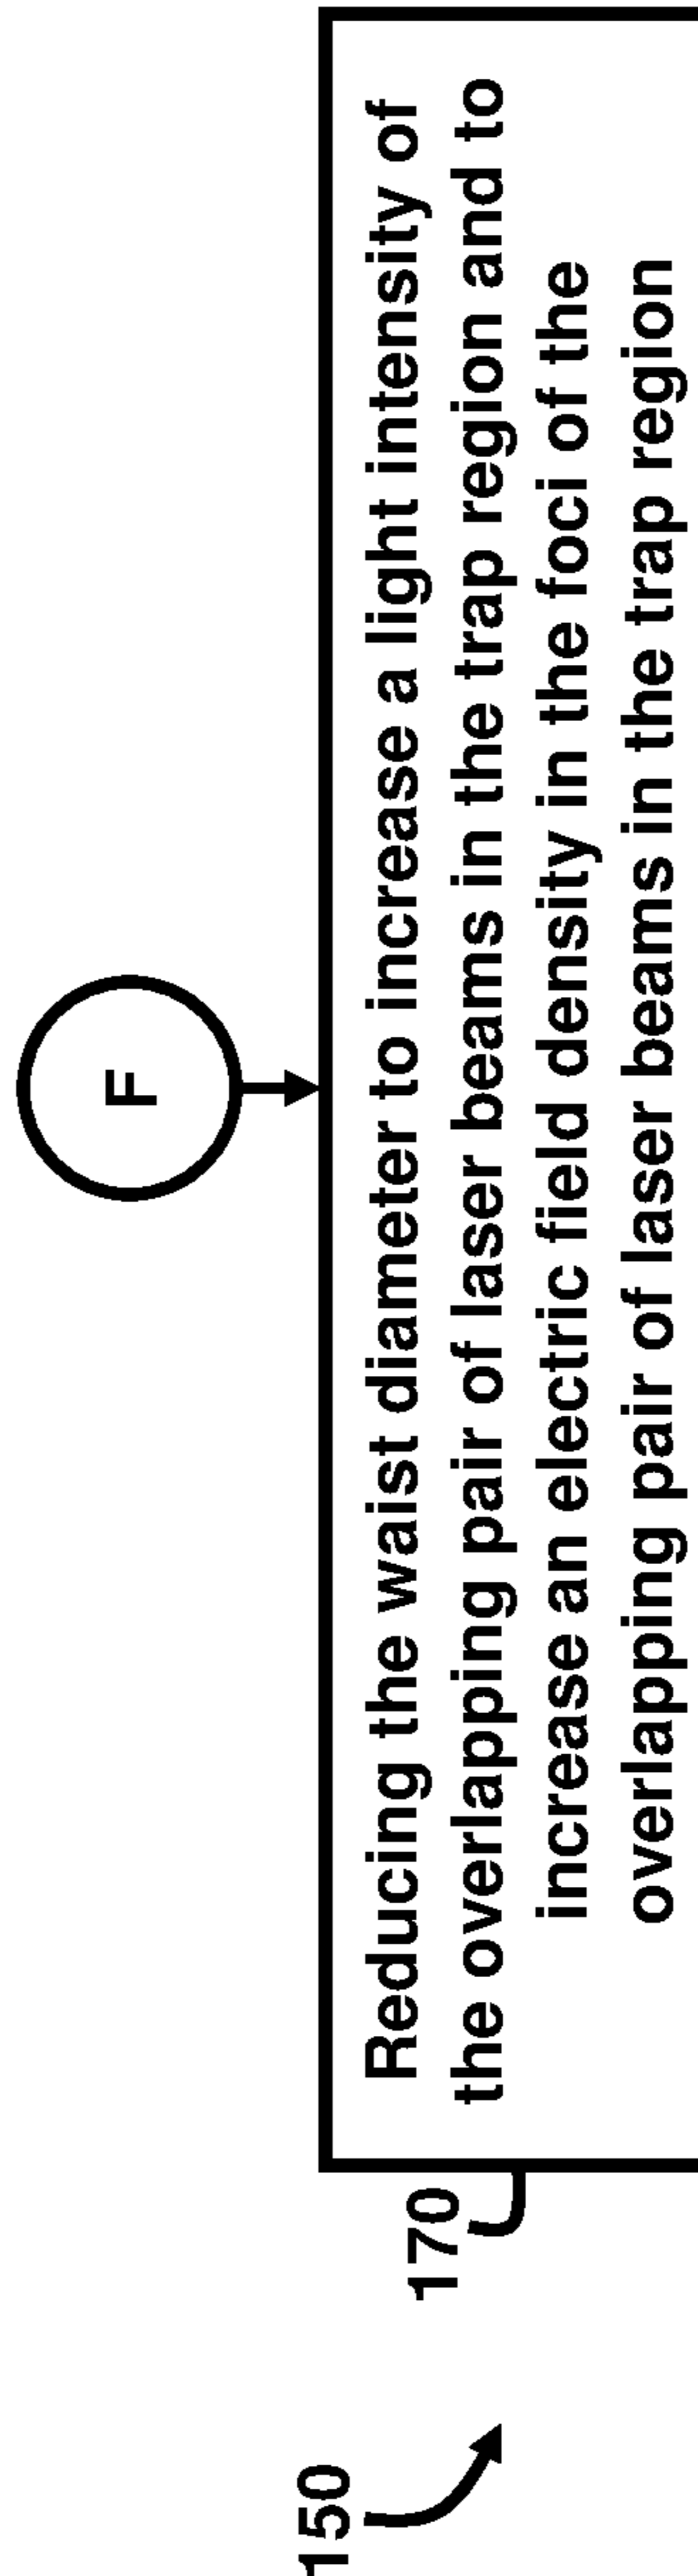 150
F
170
Reducing the waist diameter to increase a light intensity of
the overlapping pair of laser beams in the trap region and to
increase an electric field density in the foci of the
overlapping pair of laser beams in the trap region